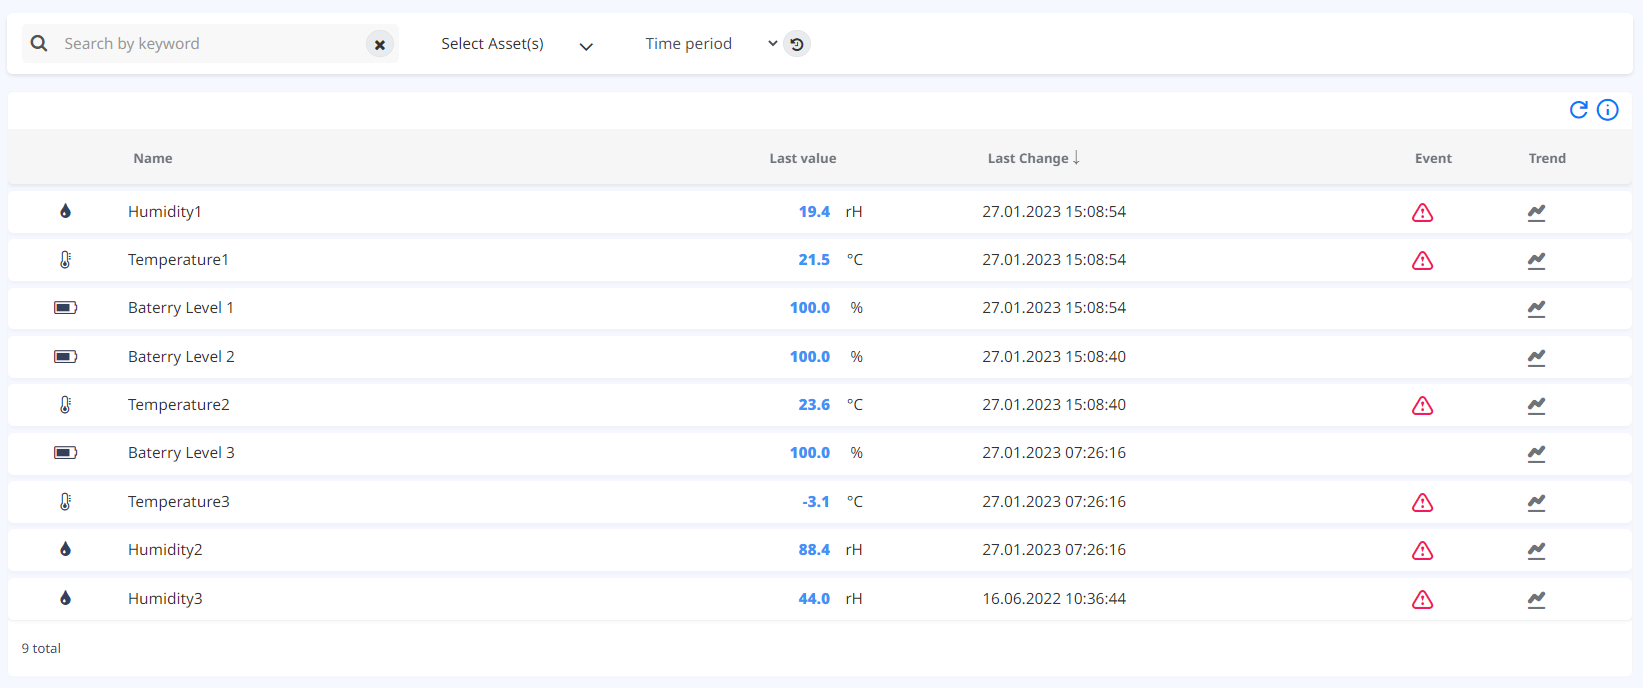 Search by keyword Select Asset(s) Time period
Name Last value Last Change ↓ Event Trend
Humidity1 19.4 rH 27.01.2023 15:08:54
Temperature1 21.5 °C 27.01.2023 15:08:54
Baterry Level 1 100.0 % 27.01.2023 15:08:54
Baterry Level 2 100.0 % 27.01.2023 15:08:40
Temperature2 23.6 °C 27.01.2023 15:08:40
Baterry Level 3 100.0 % 27.01.2023 07:26:16
Temperature3 -3.1 °C 27.01.2023 07:26:16
Humidity2 88.4 rH 27.01.2023 07:26:16
Humidity3 44.0 rH 16.06.2022 10:36:44
9 total